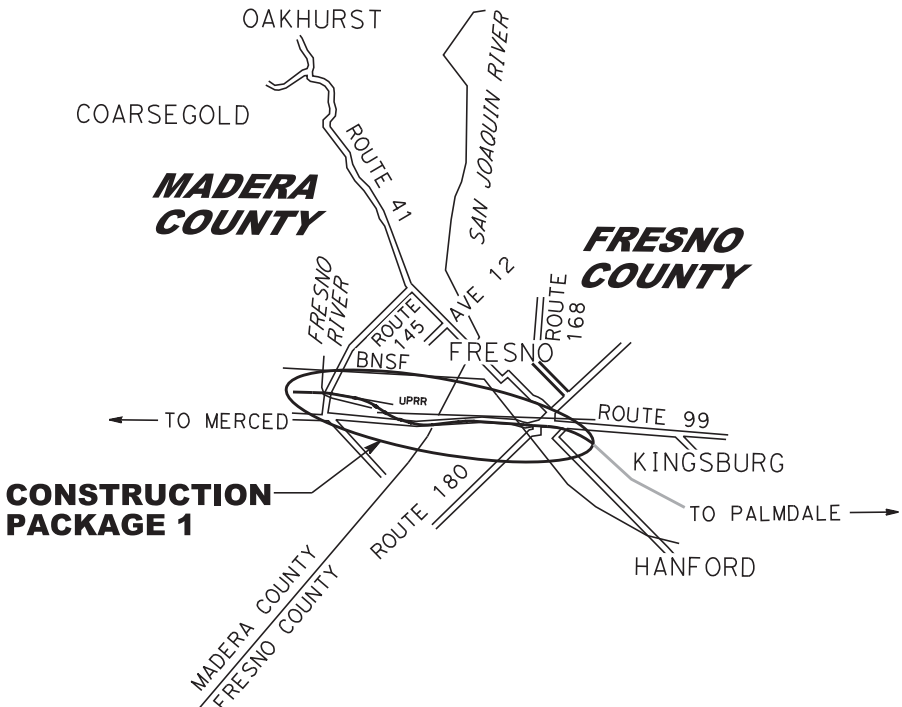 OAKHURST
COARSEGOLD
ROUTE 41
SAN JOAQUIN RIVER
MADERA
COUNTY
FRESNO
COUNTY
FRESNO
RIVER
ROUTE
145
AVE 12
ROUTE
168
BNSF
FRESNO
UPRR
TO MERCED
ROUTE 99
KINGSBURG
CONSTRUCTION
PACKAGE 1
ROUTE 180
TO PALMDALE
HANFORD
MADERA COUNTY
FRESNO COUNTY